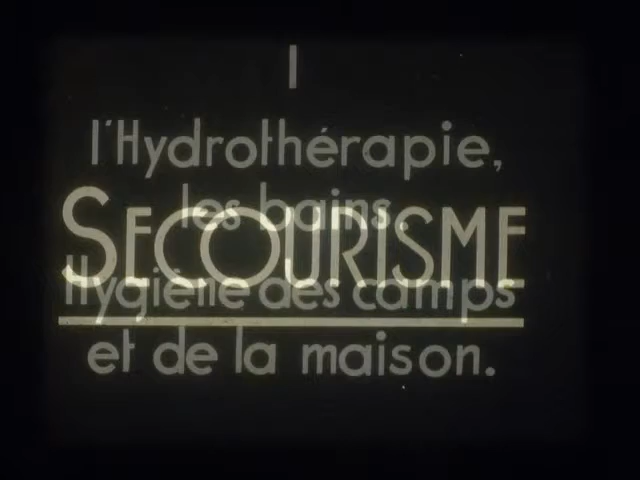 I
l'Hydrothérapie,
les bains.
SECOURISME
Hygiène des camps
et de la maison.